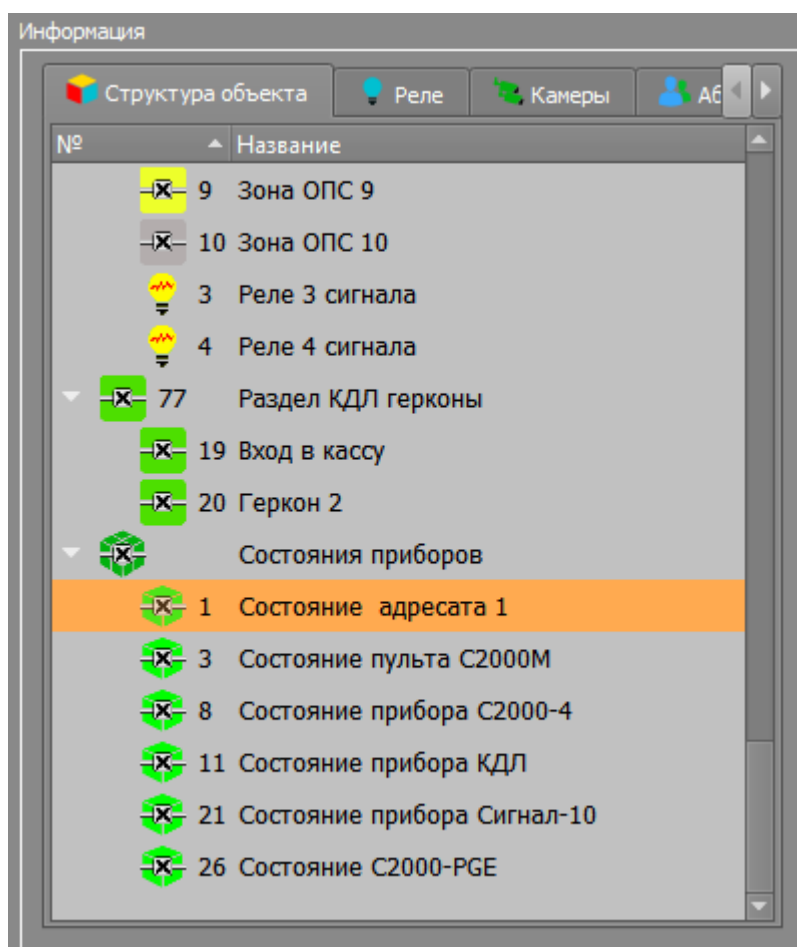 Информация
Структура объекта Реле Камеры Аб
№ Название
9 Зона ОПС 9
10 Зона ОПС 10
3 Реле 3 сигнала
4 Реле 4 сигнала
77 Раздел КДЛ герконы
19 Вход в кассу
20 Геркон 2
Состояния приборов
1 Состояние адресата 1
3 Состояние пульта С2000М
8 Состояние прибора С2000-4
11 Состояние прибора КДЛ
21 Состояние прибора Сигнал-10
26 Состояние С2000-PGE